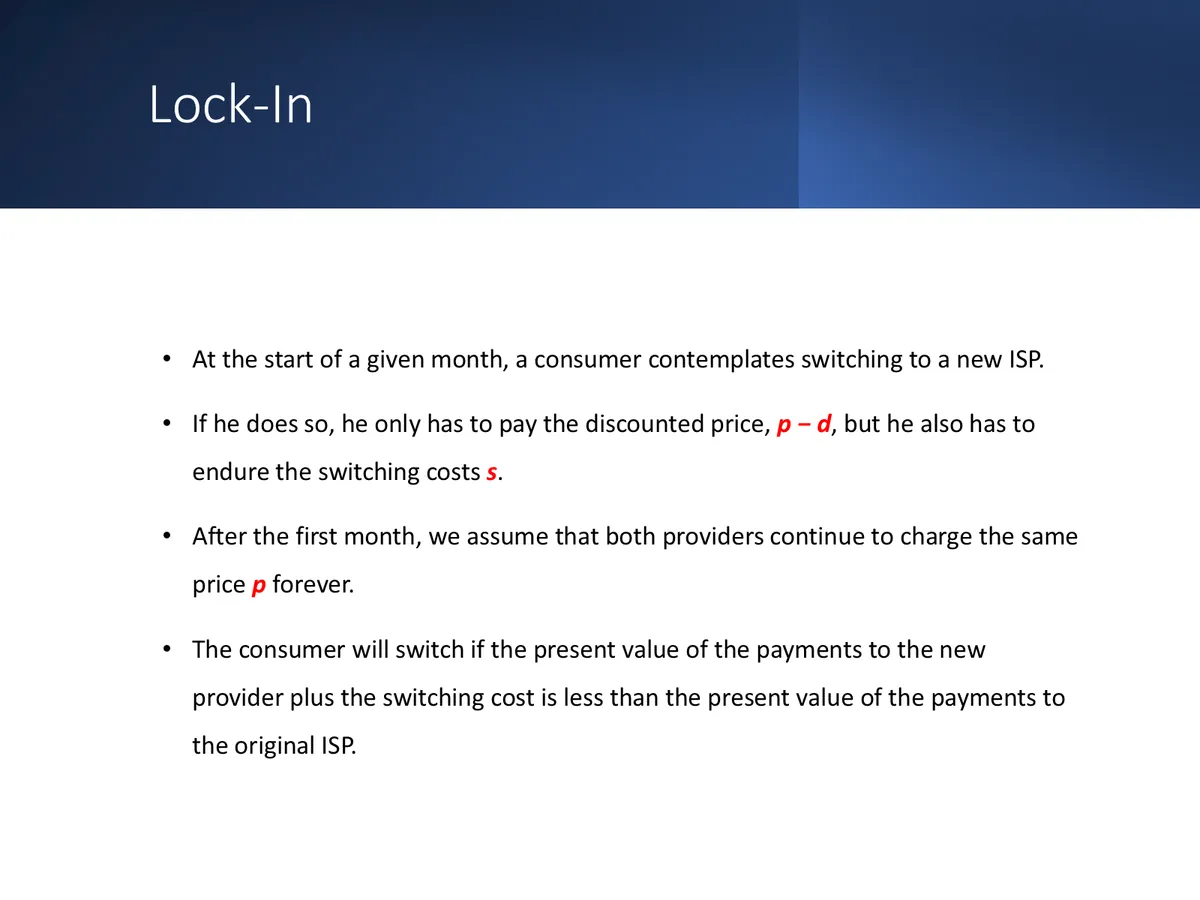 Lock-In
• At the start of a given month, a consumer contemplates switching to a new ISP.
• If he does so, he only has to pay the discounted price, p − d, but he also has to
endure the switching costs s.
• After the first month, we assume that both providers continue to charge the same
price p forever.
• The consumer will switch if the present value of the payments to the new
provider plus the switching cost is less than the present value of the payments to
the original ISP.